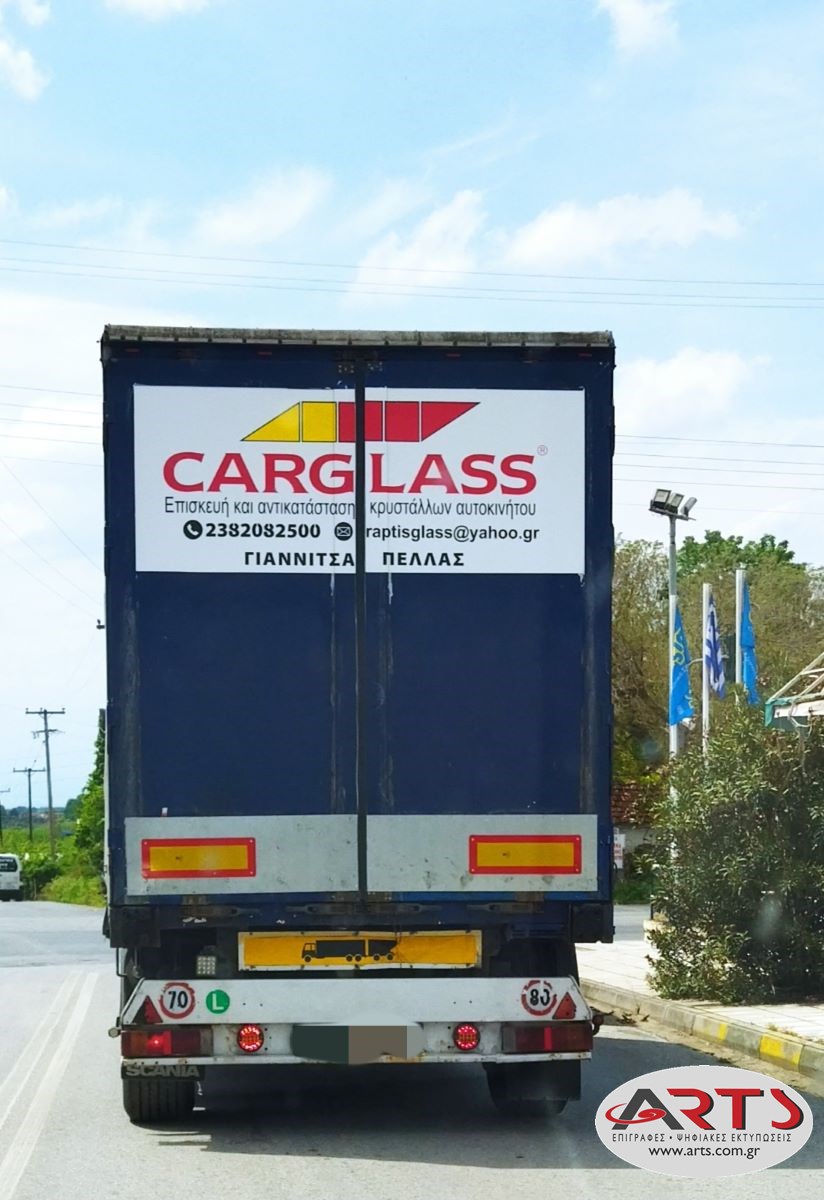 CARGLASS®
Επισκευή και αντικατάσταση κρυστάλλων αυτοκινήτου
2382082500 raptisglass@yahoo.gr
ΓΙΑΝΝΙΤΣΑ ΠΕΛΛΑΣ
70 L 80
SCANIA
ARTS
ΕΠΙΓΡΑΦΕΣ • ΨΗΦΙΑΚΕΣ ΕΚΤΥΠΩΣΕΙΣ
www.arts.com.gr